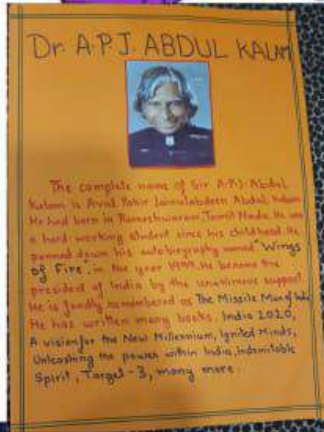 Dr. A.P.J. ABDUL KALAM
The complete name of Sir A.P.J. Abdul
Kalam is Avul Pakir Jainulabdeen Abdul Kalam
He had born in Rameshwaram, Tamil Nadu. He was
a hard-working student since his childhood. He
penned down his autobiography named "Wings
of Fire", in the year 1999. He became the
president of India by the unanimous support.
He is fondly remembered as The Missile Man of India
He has written many books. India 2020,
A vision for the New Millennium, Ignited Minds,
Unleashing the power within India, indomitable
Spirit, Target-3, many more.